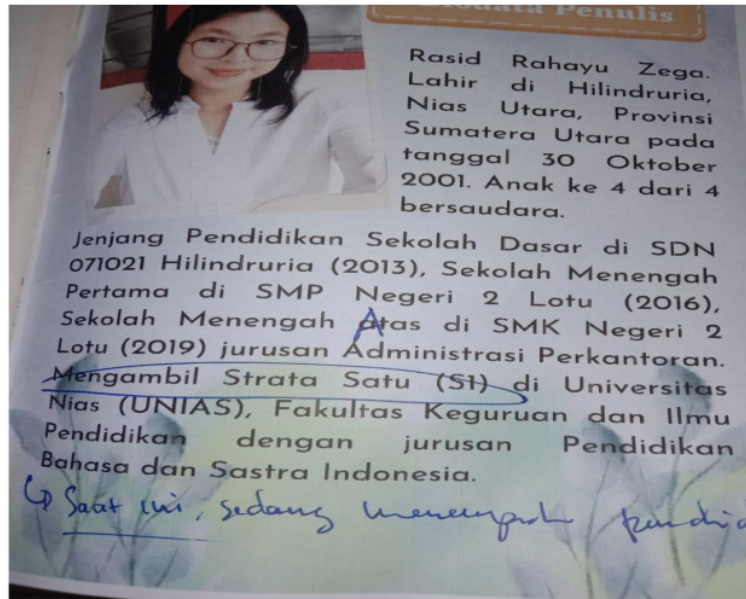 Biodata Penulis
Rasid Rahayu Zega.
Lahir di Hilindruria,
Nias Utara, Provinsi
Sumatera Utara pada
tanggal 30 Oktober
2001. Anak ke 4 dari 4
bersaudara.
Jenjang Pendidikan Sekolah Dasar di SDN
071021 Hilindruria (2013), Sekolah Menengah
Pertama di SMP Negeri 2 Lotu (2016),
Sekolah Menengah Atas di SMK Negeri 2
Lotu (2019) jurusan Administrasi Perkantoran.
Mengambil Strata Satu (S1) di Universitas
Nias (UNIAS), Fakultas Keguruan dan Ilmu
Pendidikan dengan jurusan Pendidikan
Bahasa dan Sastra Indonesia.
Saat ini, sedang menempuh